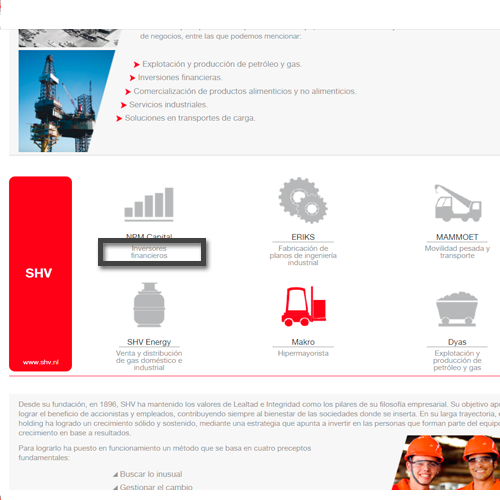 de negocios, entre las que podemos mencionar:
Explotación y producción de petróleo y gas.
Inversiones financieras.
Comercialización de productos alimenticios y no alimenticios.
Servicios industriales.
Soluciones en transportes de carga.
SHV
www.shv.nl
NPM Capital
Inversores
financieros
ERIKS
Fabricación de
planos de ingeniería
industrial
MAMMOET
Movilidad pesada y
transporte
SHV Energy
Venta y distribución
de gas doméstico e
industrial
Makro
Hipermayorista
Dyas
Explotación y
producción de
petróleo y gas
Desde su fundación, en 1896, SHV ha mantenido los valores de Lealtad e Integridad como los pilares de su filosofía empresarial. Su objetivo
lograr el beneficio de accionistas y empleados, contribuyendo siempre al bienestar de las sociedades donde se inserta. En su larga trayectoria,
holding ha logrado un crecimiento sólido y sostenido, mediante una estrategia que apunta a invertir en las personas que forman parte del
crecimiento en base a resultados.
Para lograrlo ha puesto en funcionamiento un método que se basa en cuatro preceptos
fundamentales:
Buscar lo inusual
Gestionar el cambio